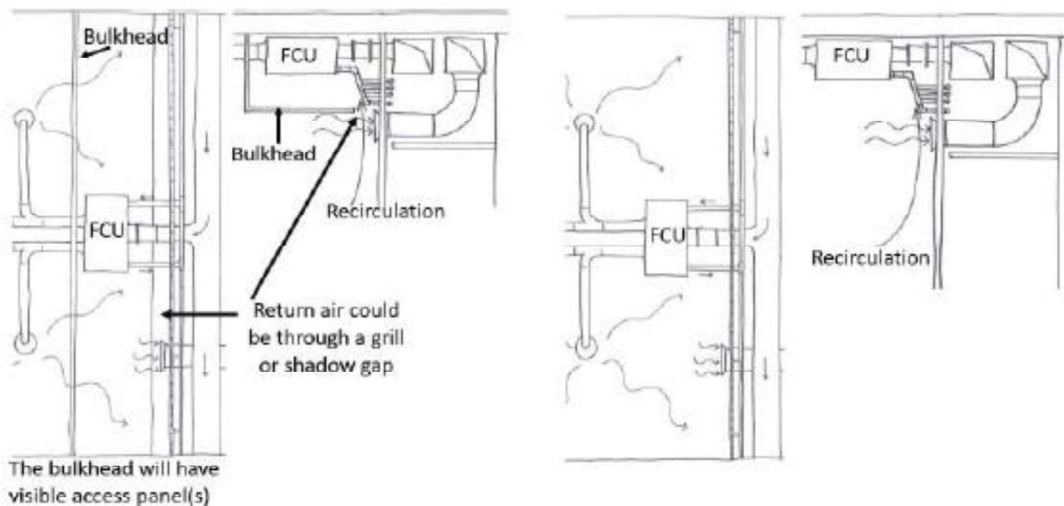 Bulkhead
FCU
Bulkhead
Recirculation
FCU
Return air could
be through a grill
or shadow gap
The bulkhead will have
visible access panel(s)
FCU
Recirculation
FCU